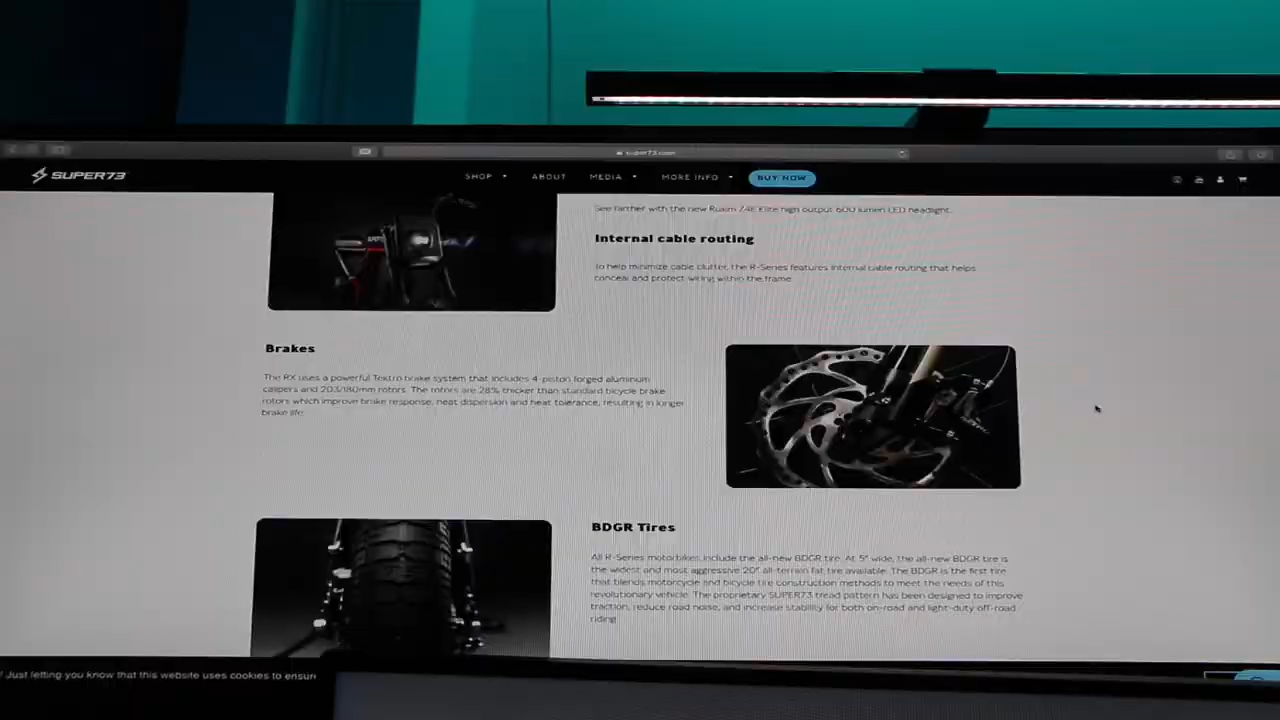 super73.com
SUPER73
SHOP
ABOUT
MEDIA
MORE INFO
BUY NOW
See farther with the new Roxim Z4E Elite high output 600 lumen LED headlight.
Internal cable routing
To help minimize cable clutter, the R-Series features internal cable routing that helps
conceal and protect wiring within the frame.
Brakes
The RX uses a powerful Tektro brake system that includes 4-piston forged aluminum
calipers and 203/180mm rotors. The rotors are 28% thicker than standard bicycle brake
rotors which improve brake response, heat dispersion and heat tolerance, resulting in longer
brake life.
BDGR Tires
All R-Series motorbikes include the all-new BDGR tire. At 5" wide, the all-new BDGR tire is
the widest and most aggressive 20" all-terrain fat tire available. The BDGR is the first tire
that blends motorcycle and bicycle tire construction methods to meet the needs of this
revolutionary vehicle. The proprietary SUPER73 tread pattern has been designed to improve
traction, reduce road noise, and increase stability for both on-road and light-duty off-road
riding.
! Just letting you know that this website uses cookies to ensure